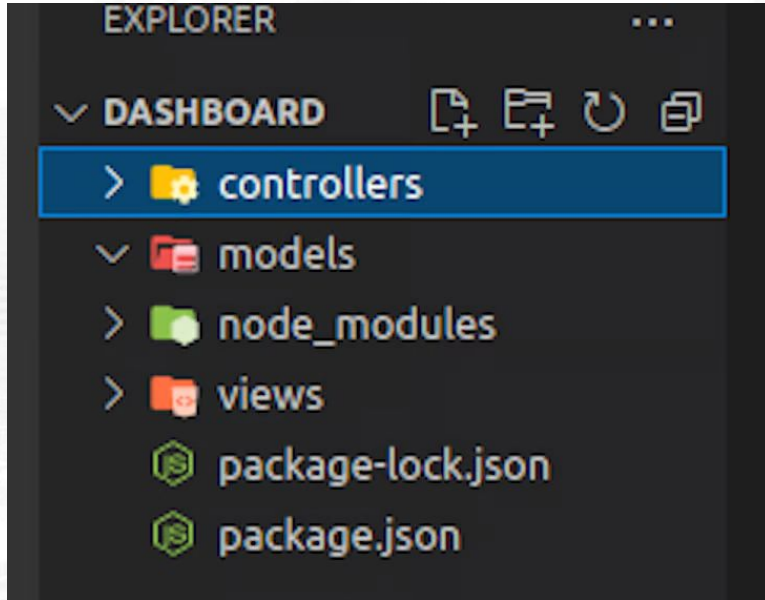 EXPLORER ...
DASHBOARD
controllers
models
node_modules
views
package-lock.json
package.json